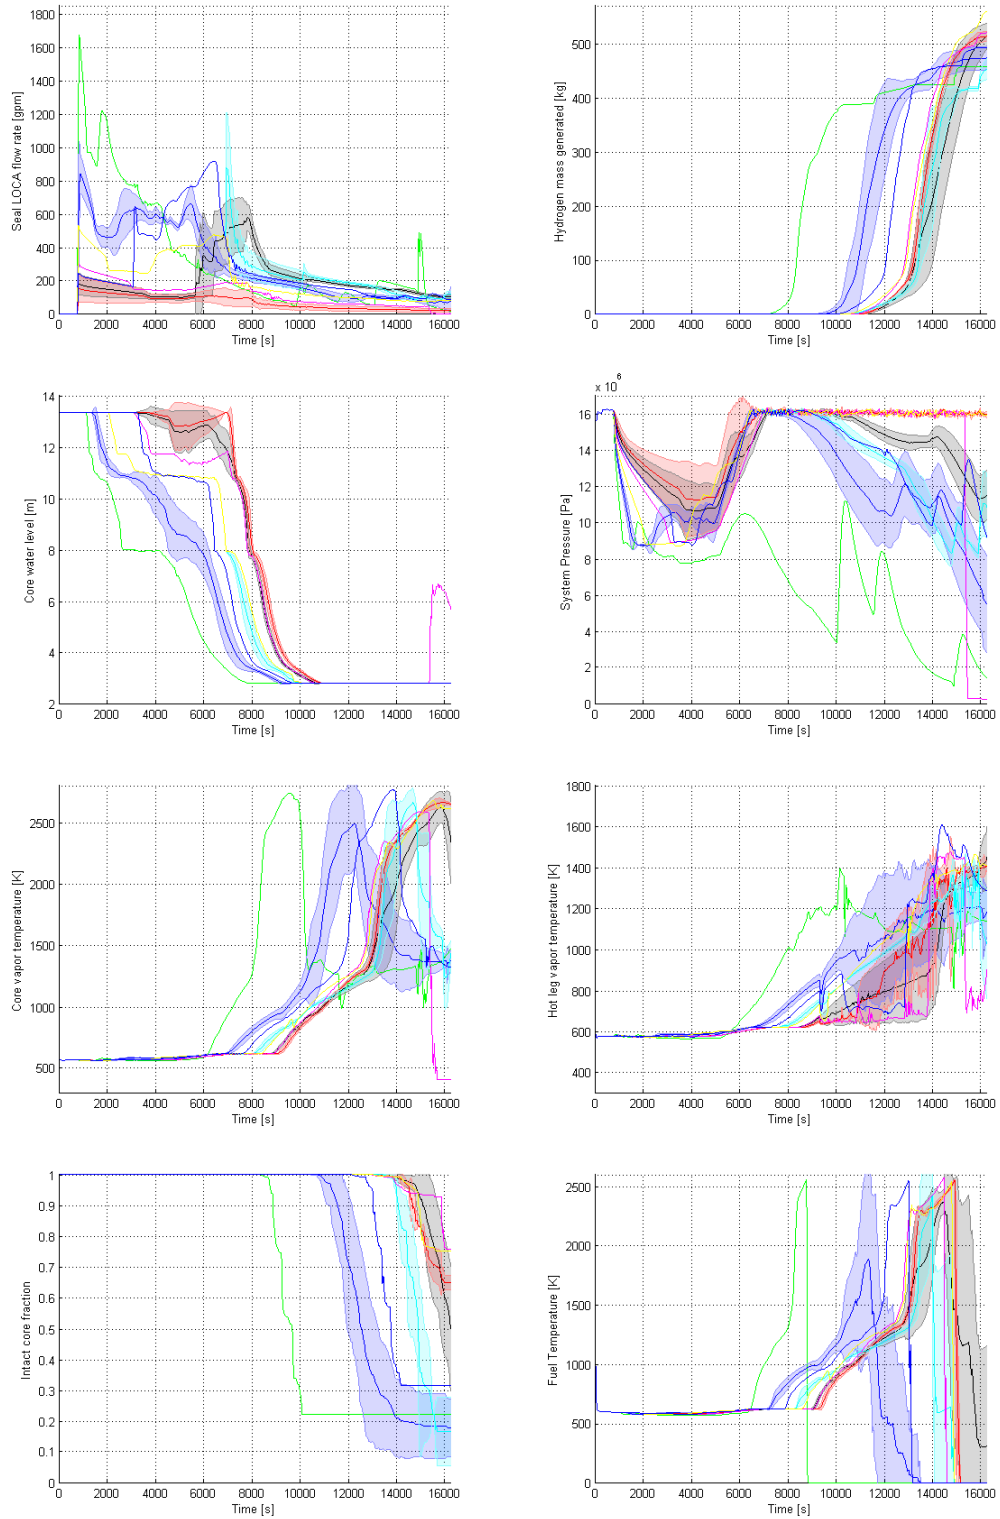 1800
1600
1400
1200
1000
800
600
400
200
0
Seal LOCA flow rate [gpm]
0 2000 4000 6000 8000 10000 12000 14000 16000
Time [s]
500
400
300
200
100
0
Hydrogen mass generated [kg]
0 2000 4000 6000 8000 10000 12000 14000 16000
Time [s]
14
12
10
8
6
4
2
Core water level [m]
0 2000 4000 6000 8000 10000 12000 14000 16000
Time [s]
x 10^6
16
14
12
10
8
6
4
2
0
System Pressure [Pa]
0 2000 4000 6000 8000 10000 12000 14000 16000
Time [s]
2500
2000
1500
1000
500
Core vapor temperature [K]
0 2000 4000 6000 8000 10000 12000 14000 16000
Time [s]
1800
1600
1400
1200
1000
800
600
400
Hot leg vapor temperature [K]
0 2000 4000 6000 8000 10000 12000 14000 16000
Time [s]
1
0.9
0.8
0.7
0.6
0.5
0.4
0.3
0.2
0.1
0
Intact core fraction
0 2000 4000 6000 8000 10000 12000 14000 16000
Time [s]
2500
2000
1500
1000
500
0
Fuel Temperature [K]
0 2000 4000 6000 8000 10000 12000 14000 16000
Time [s]